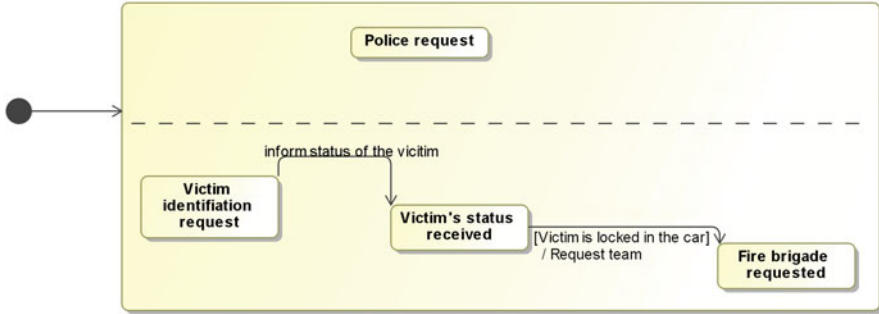 Police request
inform status of the vicitim
Victim
identifiation
request
Victim's status
received
[Victim is locked in the car]
/ Request team
Fire brigade
requested